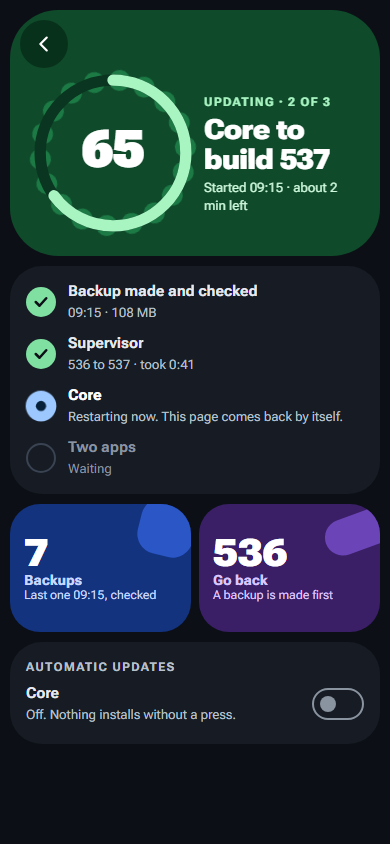 UPDATING · 2 OF 3
65
Core to
build 537
Started 09:15 · about 2
min left
Backup made and checked
09:15 · 108 MB
Supervisor
536 to 537 · took 0:41
Core
Restarting now. This page comes back by itself.
Two apps
Waiting
7
Backups
Last one 09:15, checked
536
Go back
A backup is made first
AUTOMATIC UPDATES
Core
Off. Nothing installs without a press.